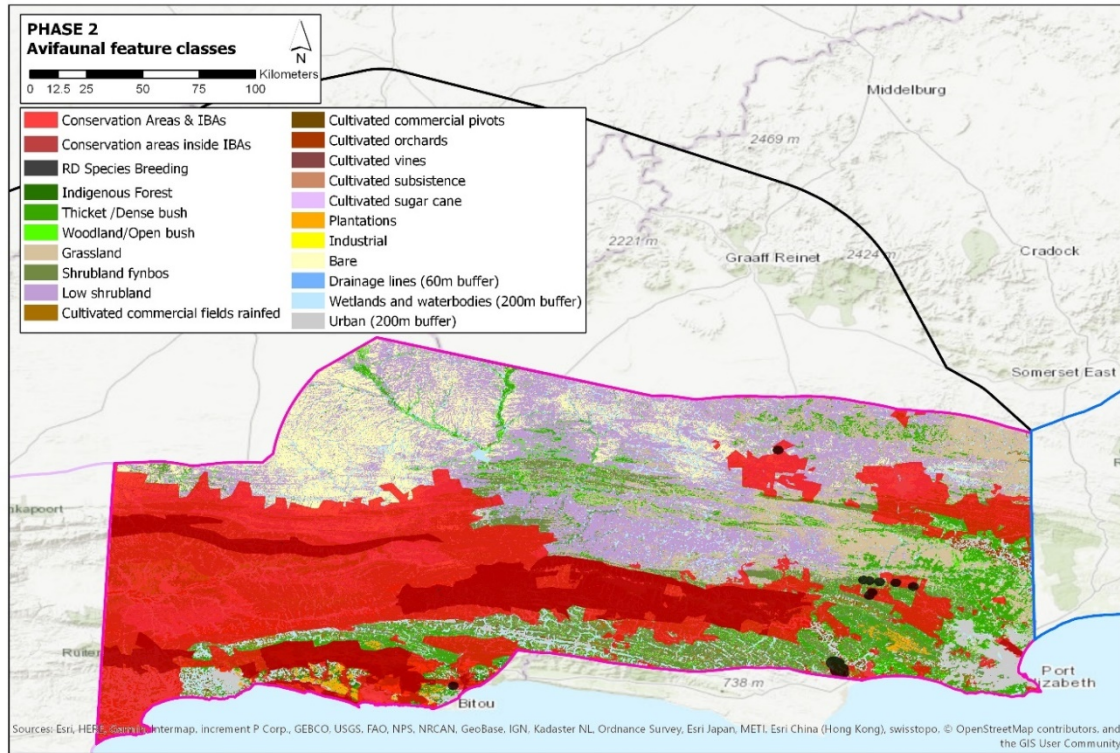 PHASE 2
Avifaunal feature classes
N
0 12.5 25 50 75 100 Kilometers
Conservation Areas & IBAs
Conservation areas inside IBAs
RD Species Breeding
Indigenous Forest
Thicket /Dense bush
Woodland/Open bush
Grassland
Shrubland fynbos
Low shrubland
Cultivated commercial fields rainfed
Cultivated commercial pivots
Cultivated orchards
Cultivated vines
Cultivated subsistence
Cultivated sugar cane
Plantations
Industrial
Bare
Drainage lines (60m buffer)
Wetlands and waterbodies (200m buffer)
Urban (200m buffer)
Middelburg
2469 m
2221 m
Graaff Reinet
2424 m
Cradock
Somerset East
Port
Elizabeth
Bitou
738 m
Sources: Esri, HERE, Garmin, Intermap, increment P Corp., GEBCO, USGS, FAO, NPS, NRCAN, GeoBase, IGN, Kadaster NL, Ordnance Survey, Esri Japan, METI, Esri China (Hong Kong), swisstopo, © OpenStreetMap contributors, and
the GIS User Community